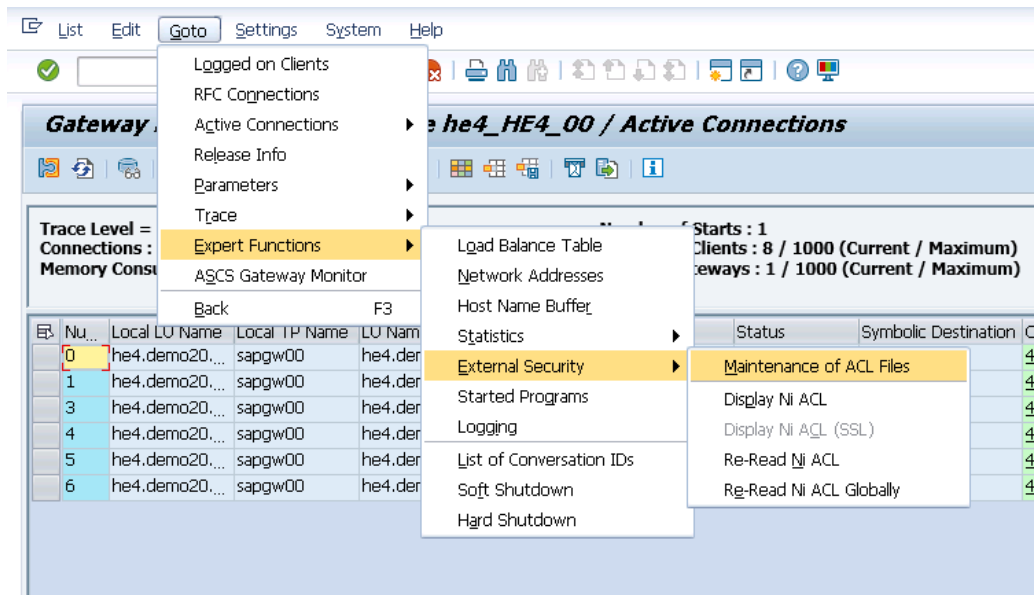 List Edit Goto Settings System Help
Logged on Clients
RFC Connections
Gateway he4_HE4_00 / Active Connections
Active Connections
Release Info
Parameters
Trace
Expert Functions
ASCS Gateway Monitor
Back F3
Trace Level = Starts : 1
Connections : Clients : 8 / 1000 (Current / Maximum)
Memory : 1 / 1000 (Current / Maximum)
Load Balance Table
Network Addresses
Host Name Buffer
Statistics
External Security
Started Programs
Logging
List of Conversation IDs
Soft Shutdown
Hard Shutdown
Maintenance of ACL Files
Display Ni ACL
Display Ni ACL (SSL)
Re-Read Ni ACL
Re-Read Ni ACL Globally
Nu... Local LU Name Local TP Name LU Nam Status Symbolic Destination
0 he4.demo20.... sapgw00 he4.der
1 he4.demo20.... sapgw00 he4.der
3 he4.demo20.... sapgw00 he4.der
4 he4.demo20.... sapgw00 he4.der
5 he4.demo20.... sapgw00 he4.der
6 he4.demo20.... sapgw00 he4.der